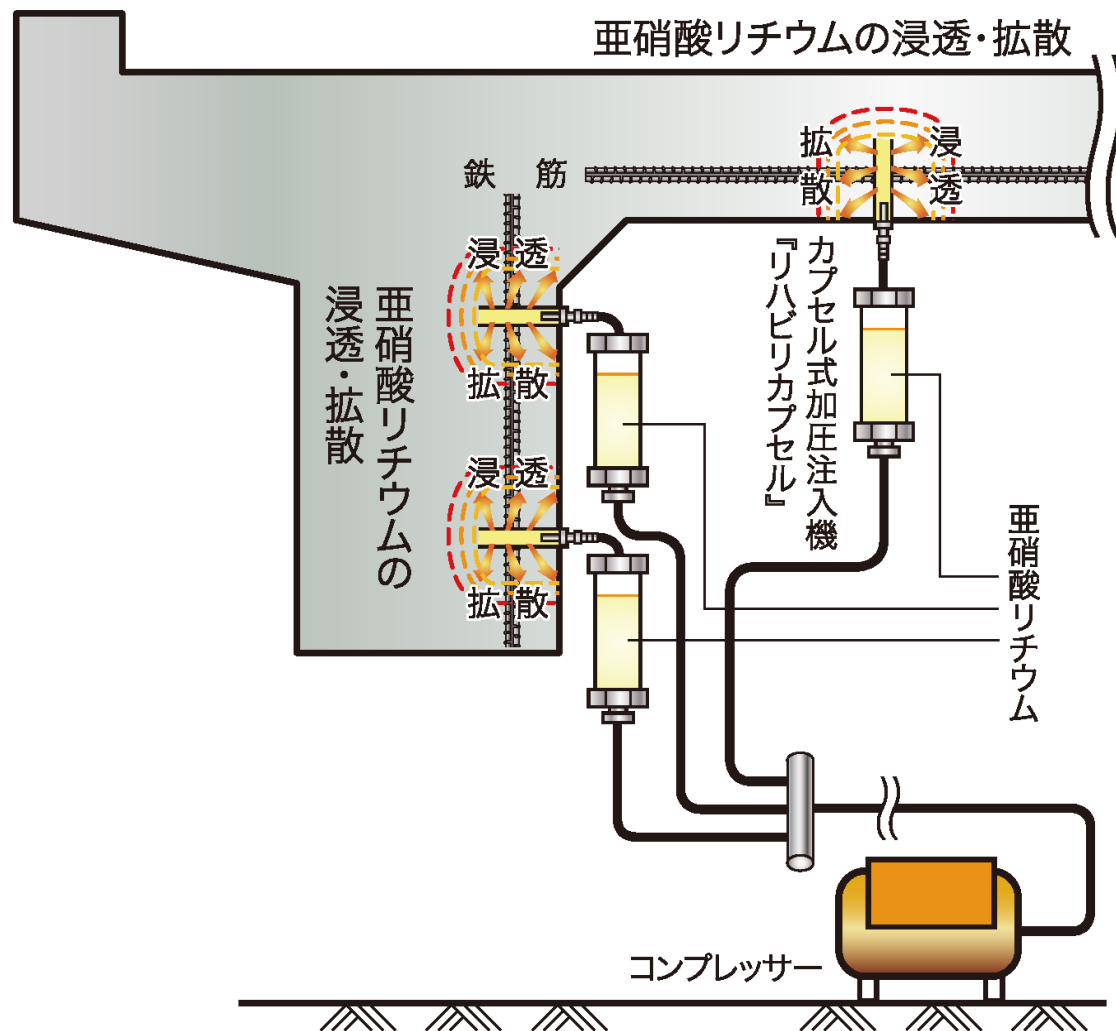 亜硝酸リチウムの浸透・拡散
拡 浸
散 透
鉄 筋
浸 透
拡 散
亜硝酸リチウムの
浸透・拡散
浸 透
拡 散
カプセル式加圧注入機
『リハビリカプセル』
亜硝酸リチウム
コンプレッサー